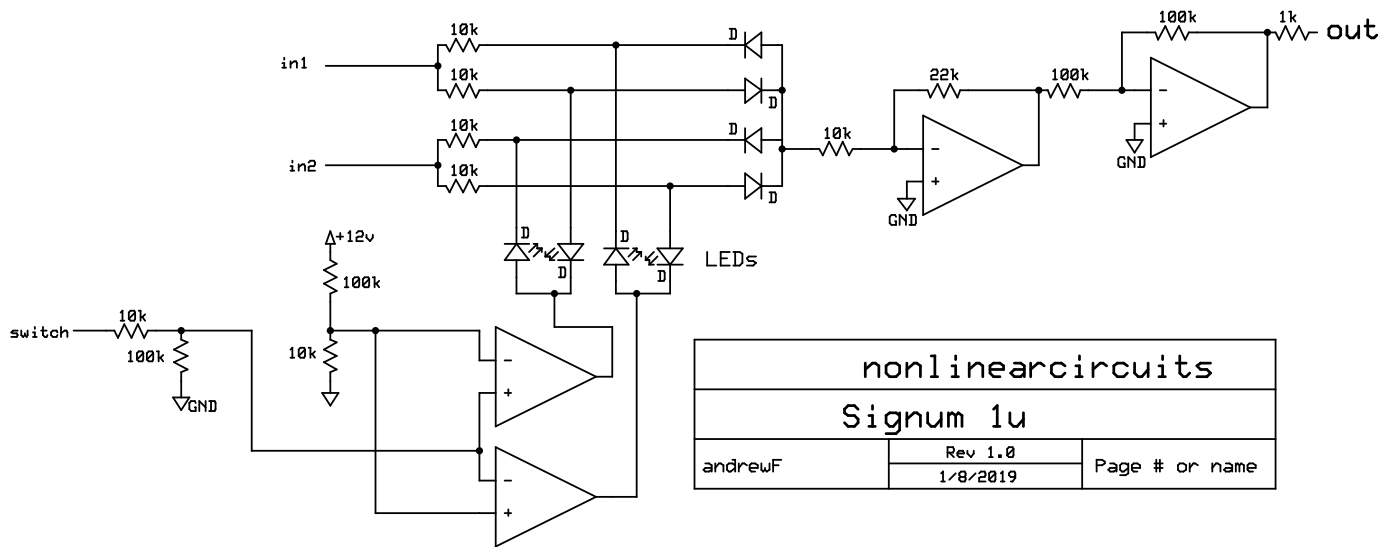 100k
1k
out
10k
D
in1
10k
D
22k
100k
10k
D
10k
in2
10k
D
GND
GND
+12v
D
D
D
D
LEDs
100k
switch
10k
100k
GND
10k
-
+
-
+
-
+
-
+
nonlinearcircuits
Signum 1u
andrewF
Rev 1.0
1/8/2019
Page # or name